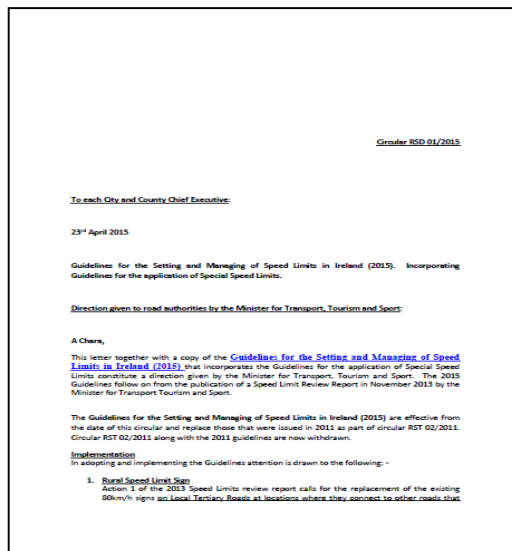 Circular RSD 01/2015
To each City and County Chief Executive:
23rd April 2015
Guidelines for the Setting and Managing of Speed Limits in Ireland (2015). Incorporating
Guidelines for the application of Special Speed Limits.
Direction given to road authorities by the Minister for Transport, Tourism and Sport:
A Chara,
This letter together with a copy of the Guidelines for the Setting and Managing of Speed
Limits in Ireland (2015) that incorporates the Guidelines for the application of Special Speed
Limits constitute a direction given by the Minister for Transport, Tourism and Sport. The 2015
Guidelines follow on from the publication of a Speed Limit Review Report in November 2013 by the
Minister for Transport Tourism and Sport.
The Guidelines for the Setting and Managing of Speed Limits in Ireland (2015) are effective from
the date of this circular and replace those that were issued in 2011 as part of circular RST 02/2011.
Circular RST 02/2011 along with the 2011 guidelines are now withdrawn.
Implementation
In adopting and implementing the Guidelines attention is drawn to the following: -
1. Rural Speed Limit Sign
Action 1 of the 2013 Speed Limits review report calls for the replacement of the existing
80km/h signs on Local Tertiary Roads at locations where they connect to other roads that